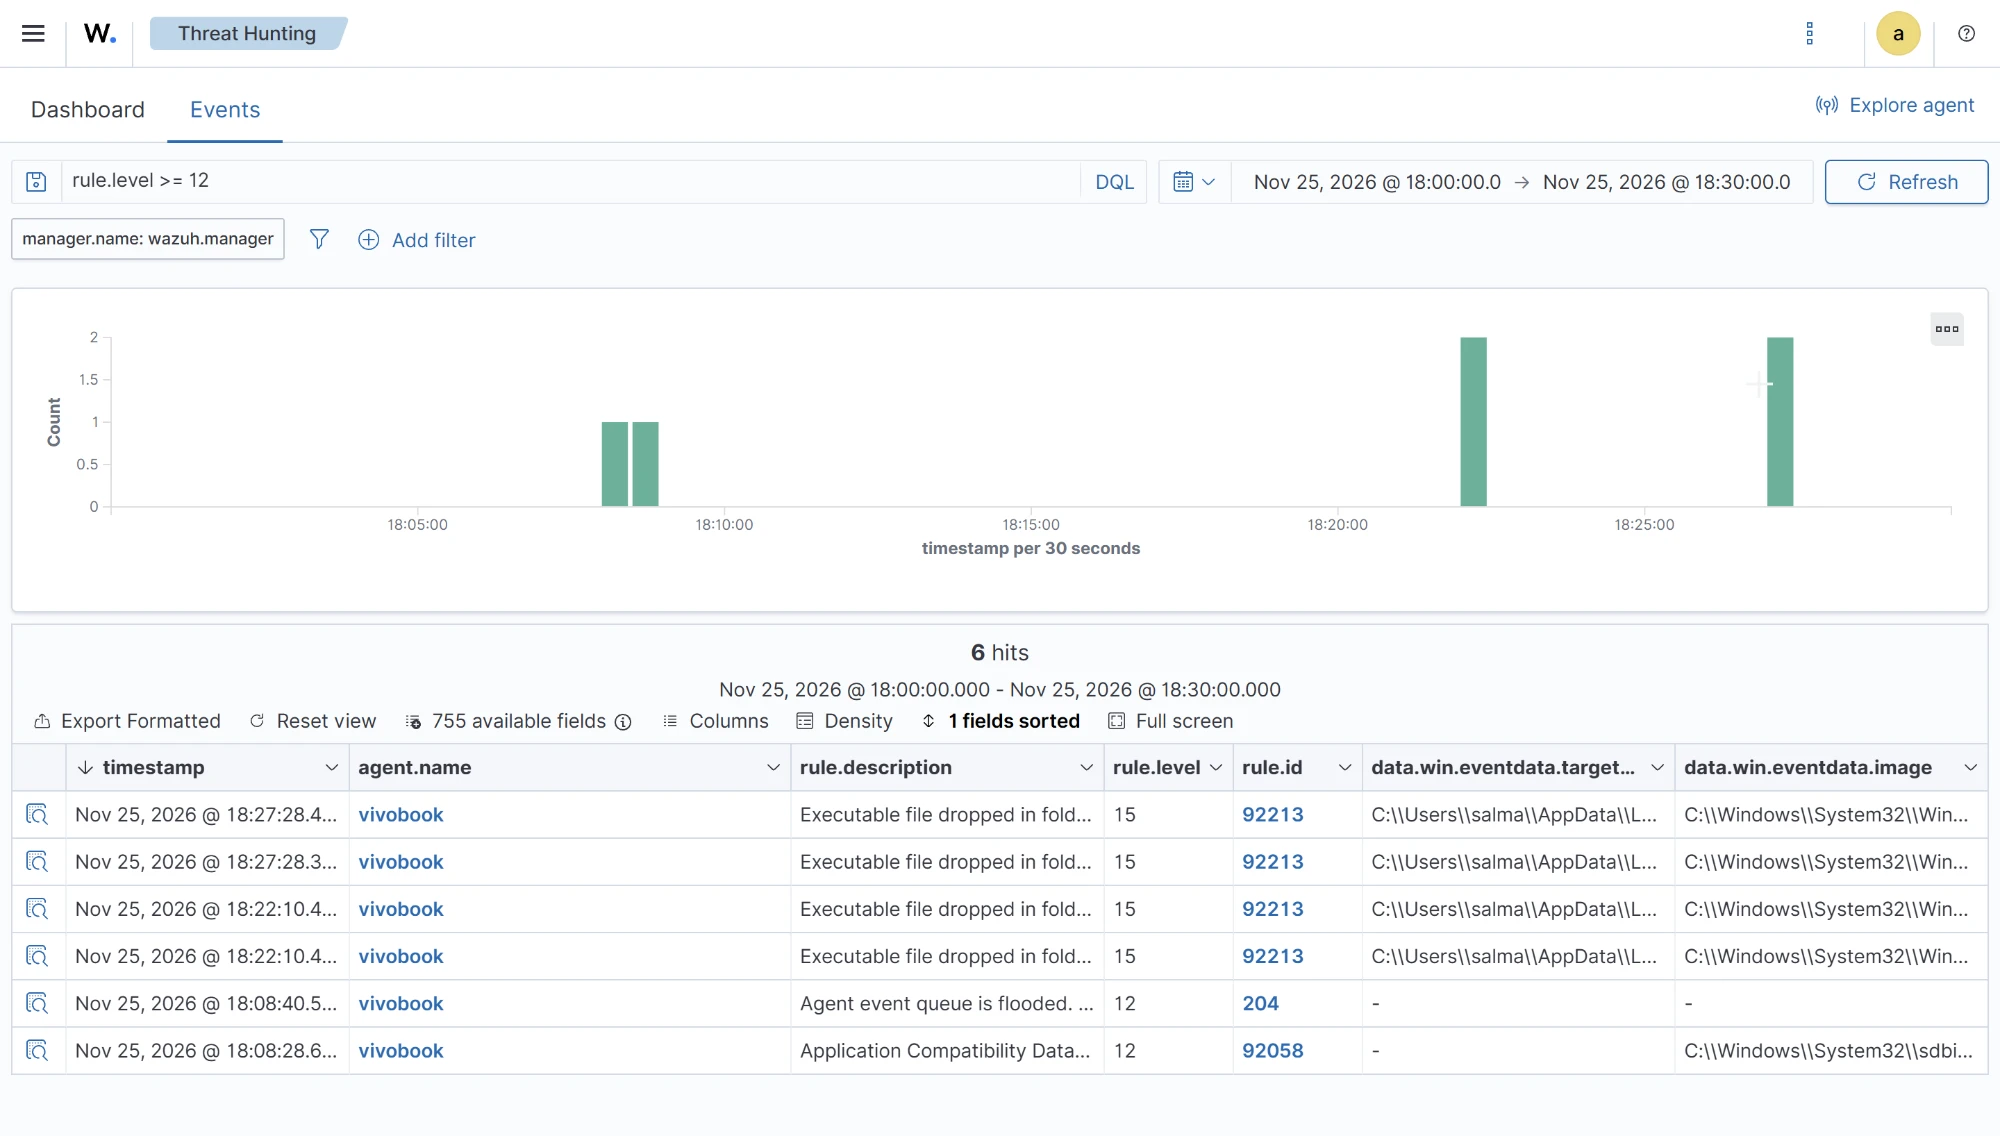 W. Threat Hunting a
Dashboard Events Explore agent
rule.level >= 12 DQL Nov 25, 2026 @ 18:00:00.0 → Nov 25, 2026 @ 18:30:00.0 Refresh
manager.name: wazuh.manager Add filter
2
1.5
1
0.5
0
Count
18:05:00 18:10:00 18:15:00 18:20:00 18:25:00
timestamp per 30 seconds
6 hits
Nov 25, 2026 @ 18:00:00.000 - Nov 25, 2026 @ 18:30:00.000
Export Formatted Reset view 755 available fields Columns Density 1 fields sorted Full screen
timestamp agent.name rule.description rule.level rule.id data.win.eventdata.target... data.win.eventdata.image
Nov 25, 2026 @ 18:27:28.4... vivobook Executable file dropped in fold... 15 92213 C:\\Users\\salma\\AppData\\L... C:\\Windows\\System32\\Win...
Nov 25, 2026 @ 18:27:28.3... vivobook Executable file dropped in fold... 15 92213 C:\\Users\\salma\\AppData\\L... C:\\Windows\\System32\\Win...
Nov 25, 2026 @ 18:22:10.4... vivobook Executable file dropped in fold... 15 92213 C:\\Users\\salma\\AppData\\L... C:\\Windows\\System32\\Win...
Nov 25, 2026 @ 18:22:10.4... vivobook Executable file dropped in fold... 15 92213 C:\\Users\\salma\\AppData\\L... C:\\Windows\\System32\\Win...
Nov 25, 2026 @ 18:08:40.5... vivobook Agent event queue is flooded. ... 12 204 - -
Nov 25, 2026 @ 18:08:28.6... vivobook Application Compatibility Data... 12 92058 - C:\\Windows\\System32\\sdbi...